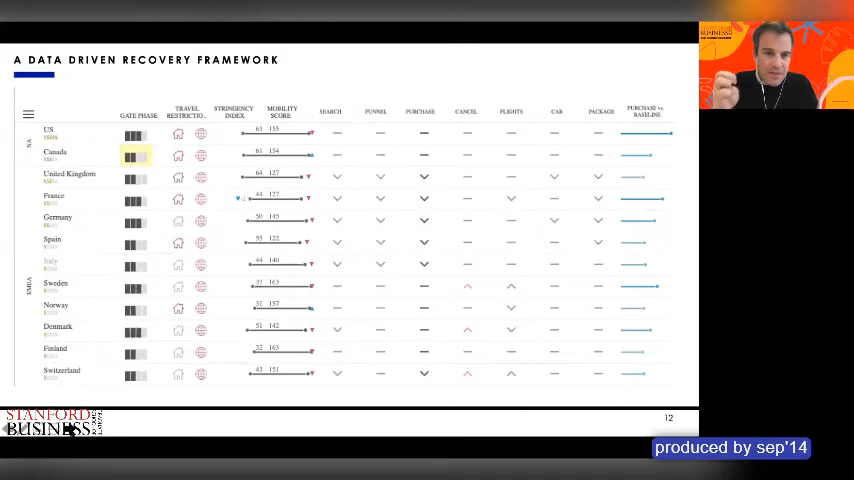 A DATA DRIVEN RECOVERY FRAMEWORK
GATE PHASE TRAVEL RESTRICTIO.. STRINGENCY INDEX MOBILITY SCORE SEARCH FUNNEL PURCHASE CANCEL FLIGHTS CAR PACKAGE PURCHASE vs. BASELINE
NA
US 63 155
Canada 61 154
United Kingdom 64 127
France 44 127
Germany 50 145
Spain 55 122
Italy 44 140
EMEA
Sweden 37 163
Norway 31 157
Denmark 51 142
Finland 32 163
Switzerland 43 151
STANFORD
BUSINESS
12
produced by sep'14